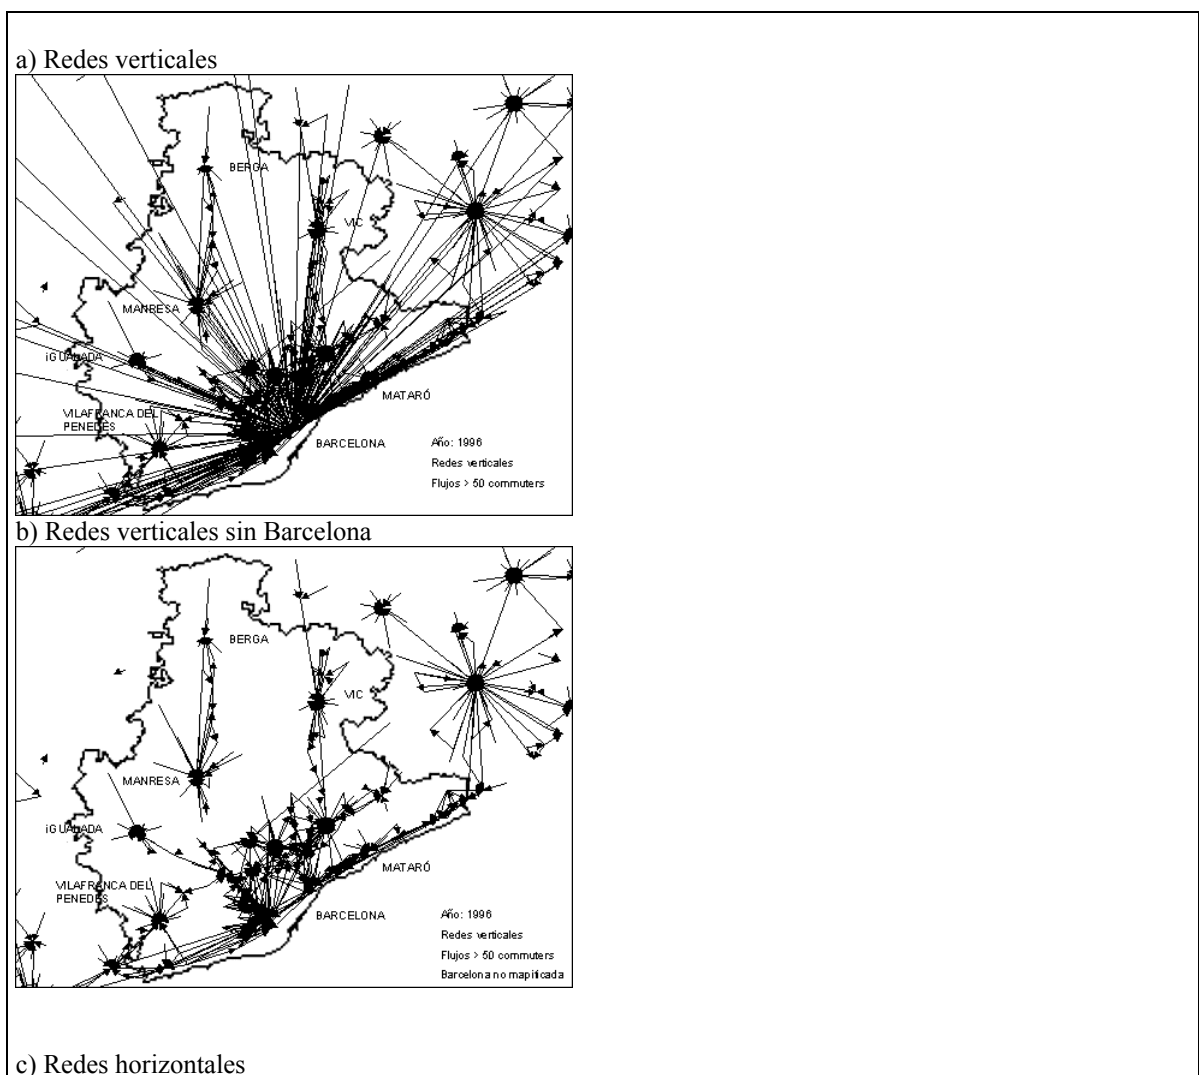 a) Redes verticales
BERGA
VIC
MANRESA
iGUALADA
MATARÓ
VILAFRANCA DEL
PENEDÉS
BARCELONA
Año: 1996
Redes verticales
Flujos > 50 commuters
b) Redes verticales sin Barcelona
BERGA
VIC
MANRESA
iGUALADA
MATARÓ
VILAFRANCA DEL
PENEDÉS
BARCELONA
Año: 1996
Redes verticales
Flujos > 50 commuters
Barcelona no mapificada
c) Redes horizontales